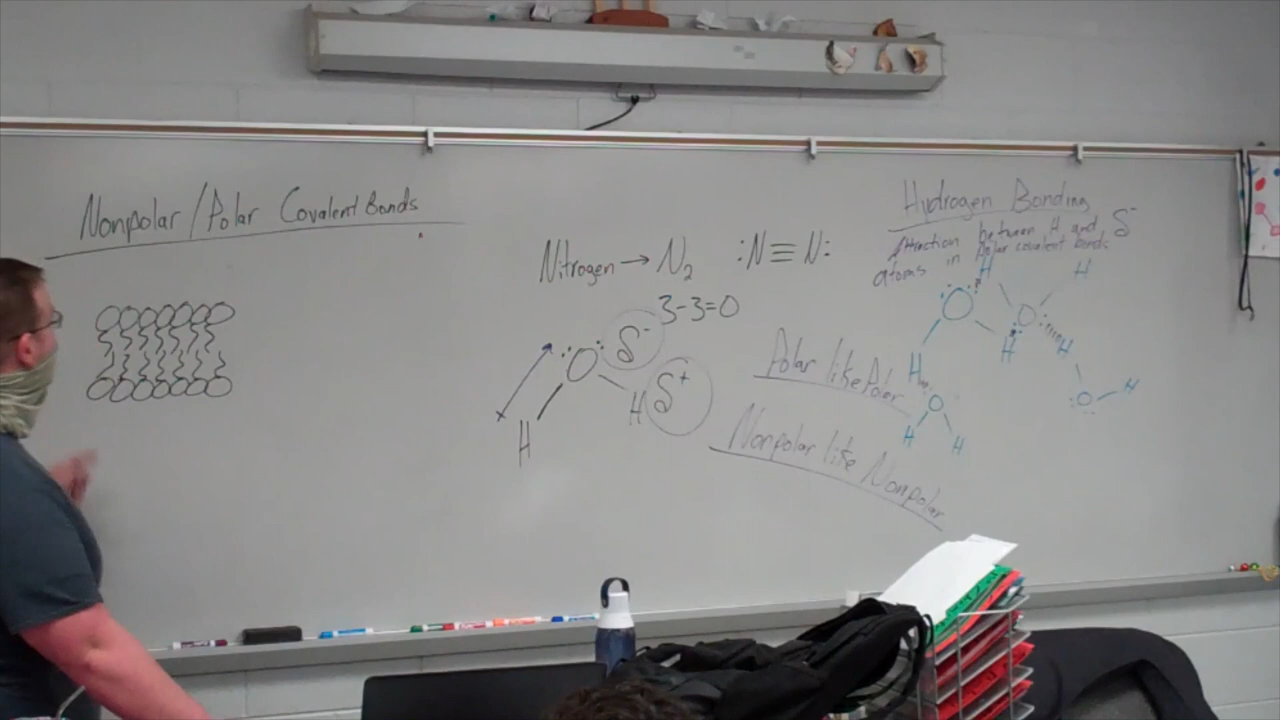 Nonpolar/Polar Covalent Bonds
Nitrogen → N₂ :N≡N:
3-3=0
O δ⁻
H δ⁺
H
Polar like Polar
Nonpolar like Nonpolar
Hydrogen Bonding
Attraction between H and δ⁻
atoms in polar covalent bonds
H H
O O
H H
H
O O H
H H